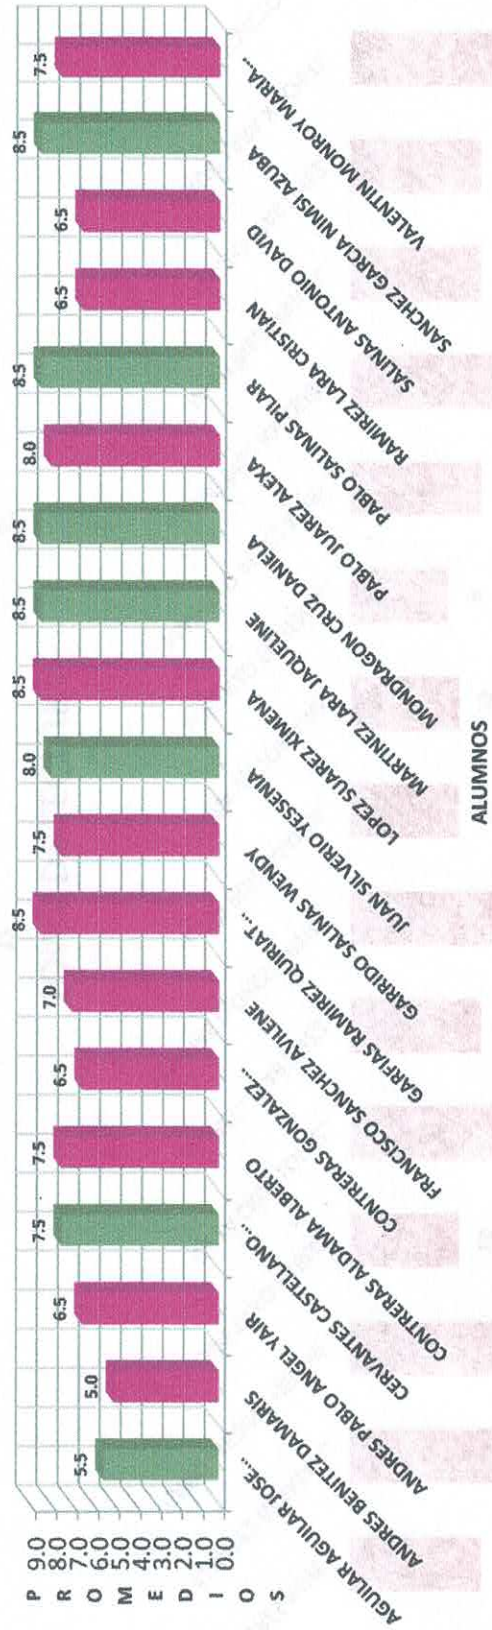 P
R
O
M
E
D
I
O
S
9.0
8.0
7.0
6.0
5.0
4.0
3.0
2.0
1.0
0.0
5.5
5.0
6.5
7.5
7.5
6.5
7.0
8.5
7.5
8.0
8.5
8.5
8.5
8.0
8.5
6.5
6.5
8.5
7.5
AGUILAR AGUILAR JOSE...
ANDRES BENITEZ DAMARIS
ANDRES PABLO ANGEL YAIR
CERVANTES CASTELLANO...
CONTRERAS ALDAMA ALBERTO
CONTRERAS GONZALEZ...
FRANCISCO SANCHEZ AVILENE
GARFIAS RAMIREZ QUIRIAT...
GARRIDO SALINAS WENDY
JUAN SILVERIO YESSENIA
LOPEZ SUAREZ XIMENA
MARTINEZ LARA JAQUELINE
MONDRAGON CRUZ DANIELA
PABLO JUAREZ ALEXA
PABLO SALINAS PILAR
RAMIREZ LARA CRISTIAN
SALINAS ANTONIO DAVID
SANCHEZ GARCIA NIMSI AZUBA
VALENTIN MONROY MARIA...
ALUMNOS